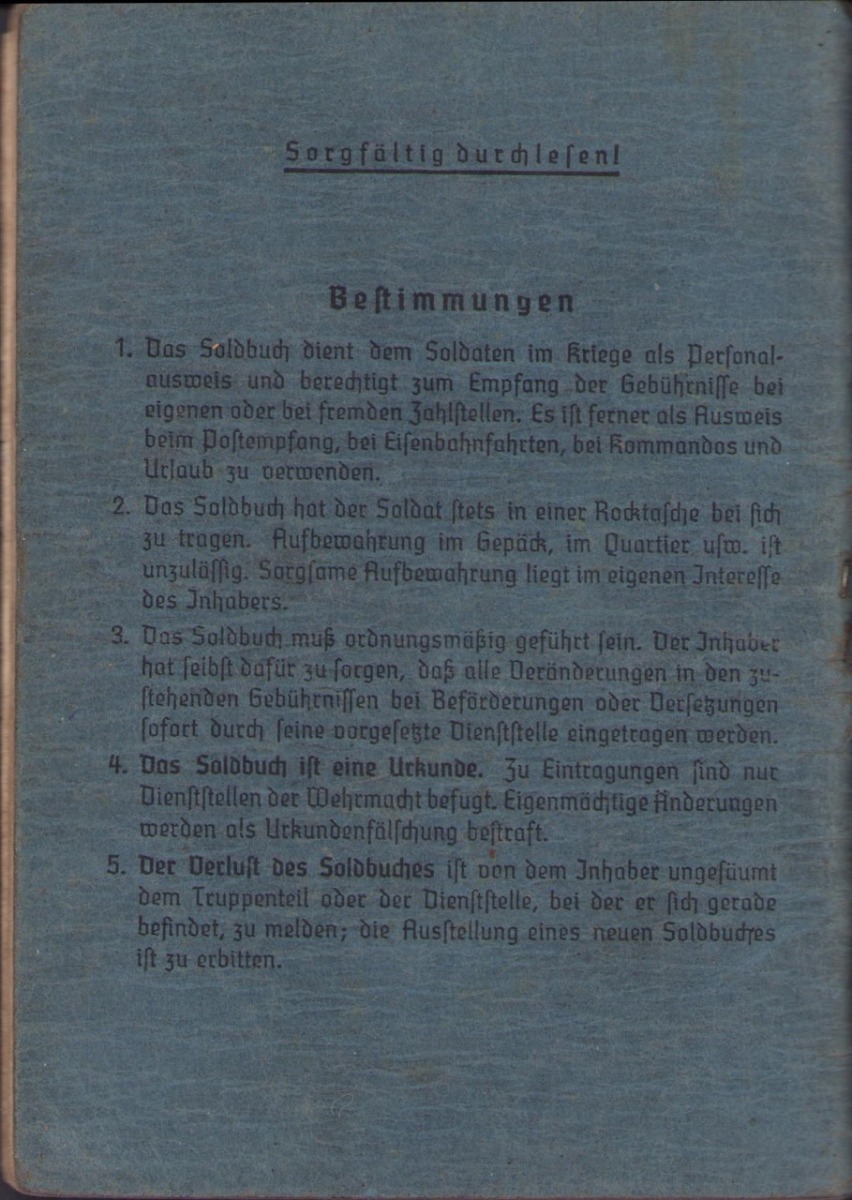 Sorgfältig durchlesen!
Bestimmungen
1. Das Soldbuch dient dem Soldaten im Kriege als Personal-
ausweis und berechtigt zum Empfang der Gebührnisse bei
eigenen oder bei fremden Zahlstellen. Es ist ferner als Ausweis
beim Postempfang, bei Eisenbahnfahrten, bei Kommandos und
Urlaub zu verwenden.
2. Das Soldbuch hat der Soldat stets in einer Rocktasche bei sich
zu tragen. Aufbewahrung im Gepäck, im Quartier usw. ist
unzulässig. Sorgsame Aufbewahrung liegt im eigenen Interesse
des Inhabers.
3. Das Soldbuch muß ordnungsmäßig geführt sein. Der Inhaber
hat selbst dafür zu sorgen, daß alle Veränderungen in den zu-
stehenden Gebührnissen bei Beförderungen oder Versetzungen
sofort durch seine vorgesetzte Dienststelle eingetragen werden.
4. Das Soldbuch ist eine Urkunde. Zu Eintragungen sind nur
Dienststellen der Wehrmacht befugt. Eigenmächtige Änderungen
werden als Urkundenfälschung bestraft.
5. Der Verlust des Soldbuches ist von dem Inhaber ungesäumt
dem Truppenteil oder der Dienststelle, bei der er sich gerade
befindet, zu melden; die Ausstellung eines neuen Soldbuches
ist zu erbitten.